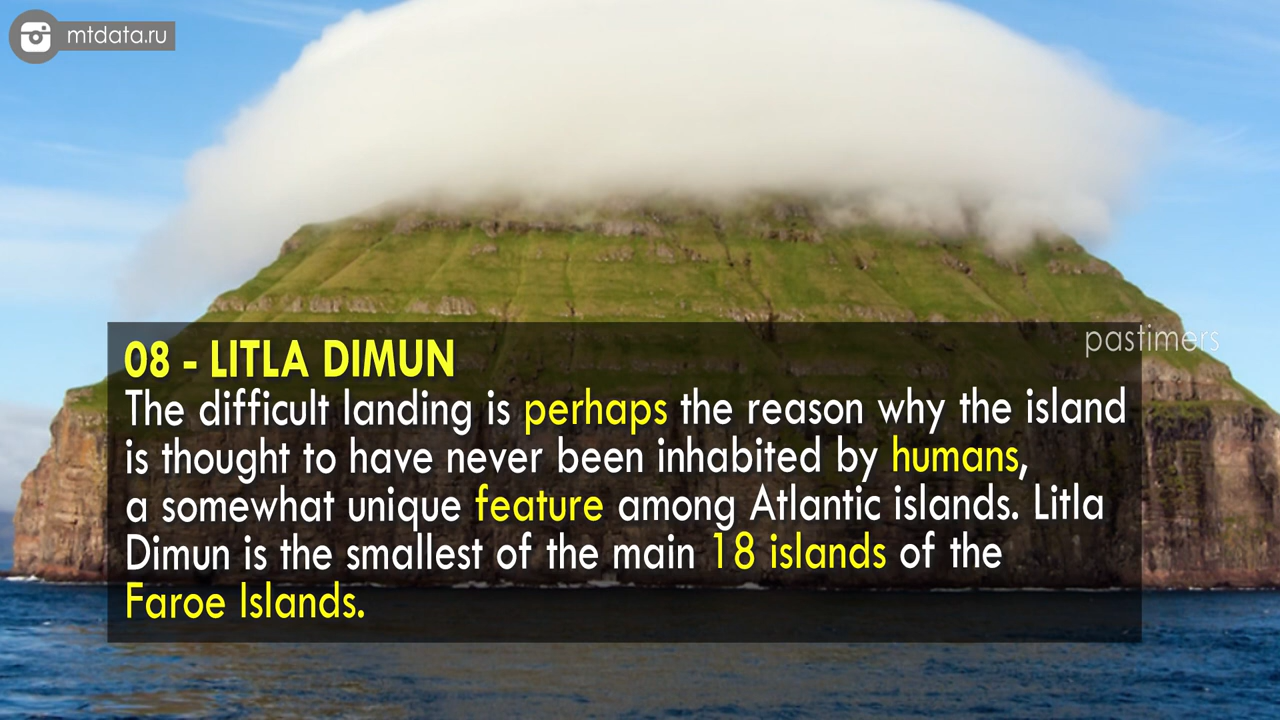 mtdata.ru
pastimers
08 - LITLA DIMUN
The difficult landing is perhaps the reason why the island
is thought to have never been inhabited by humans,
a somewhat unique feature among Atlantic islands. Litla
Dimun is the smallest of the main 18 islands of the
Faroe Islands.